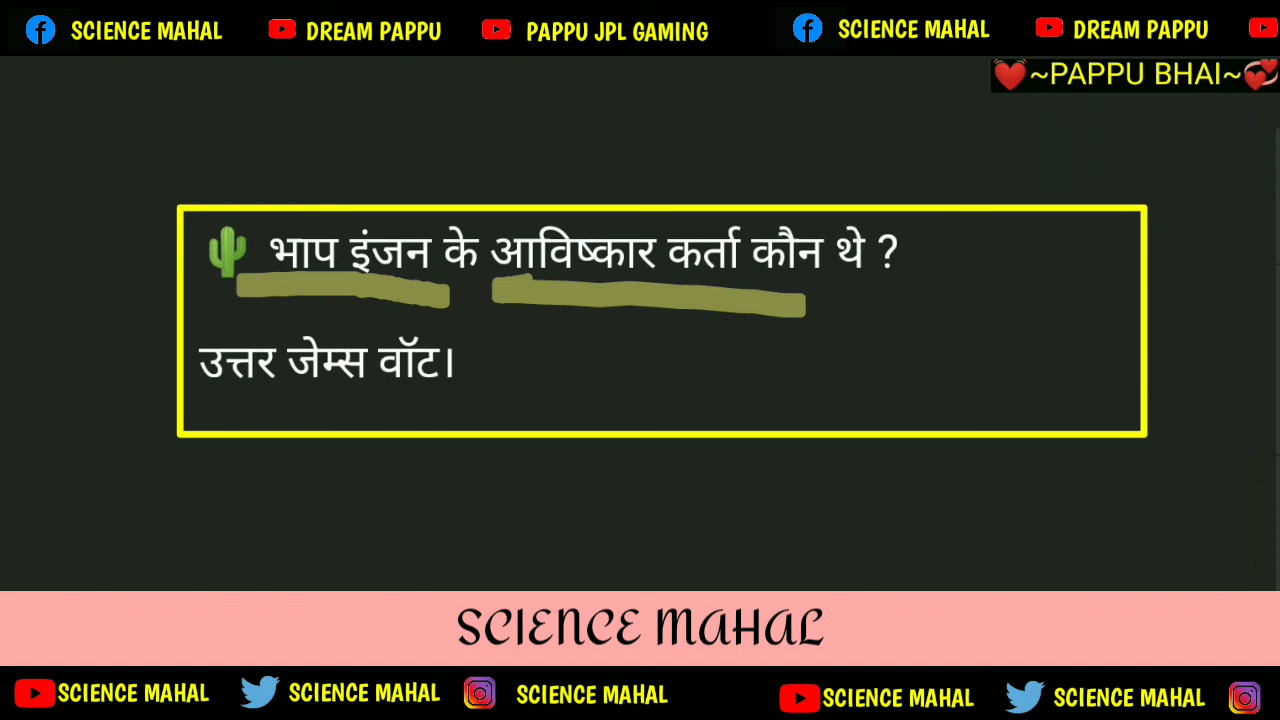 SCIENCE MAHAL DREAM PAPPU PAPPU JPL GAMING SCIENCE MAHAL DREAM PAPPU
~PAPPU BHAI~
भाप इंजन के आविष्कार कर्ता कौन थे ?
उत्तर जेम्स वॉट।
SCIENCE MAHAL
SCIENCE MAHAL SCIENCE MAHAL SCIENCE MAHAL SCIENCE MAHAL SCIENCE MAHAL